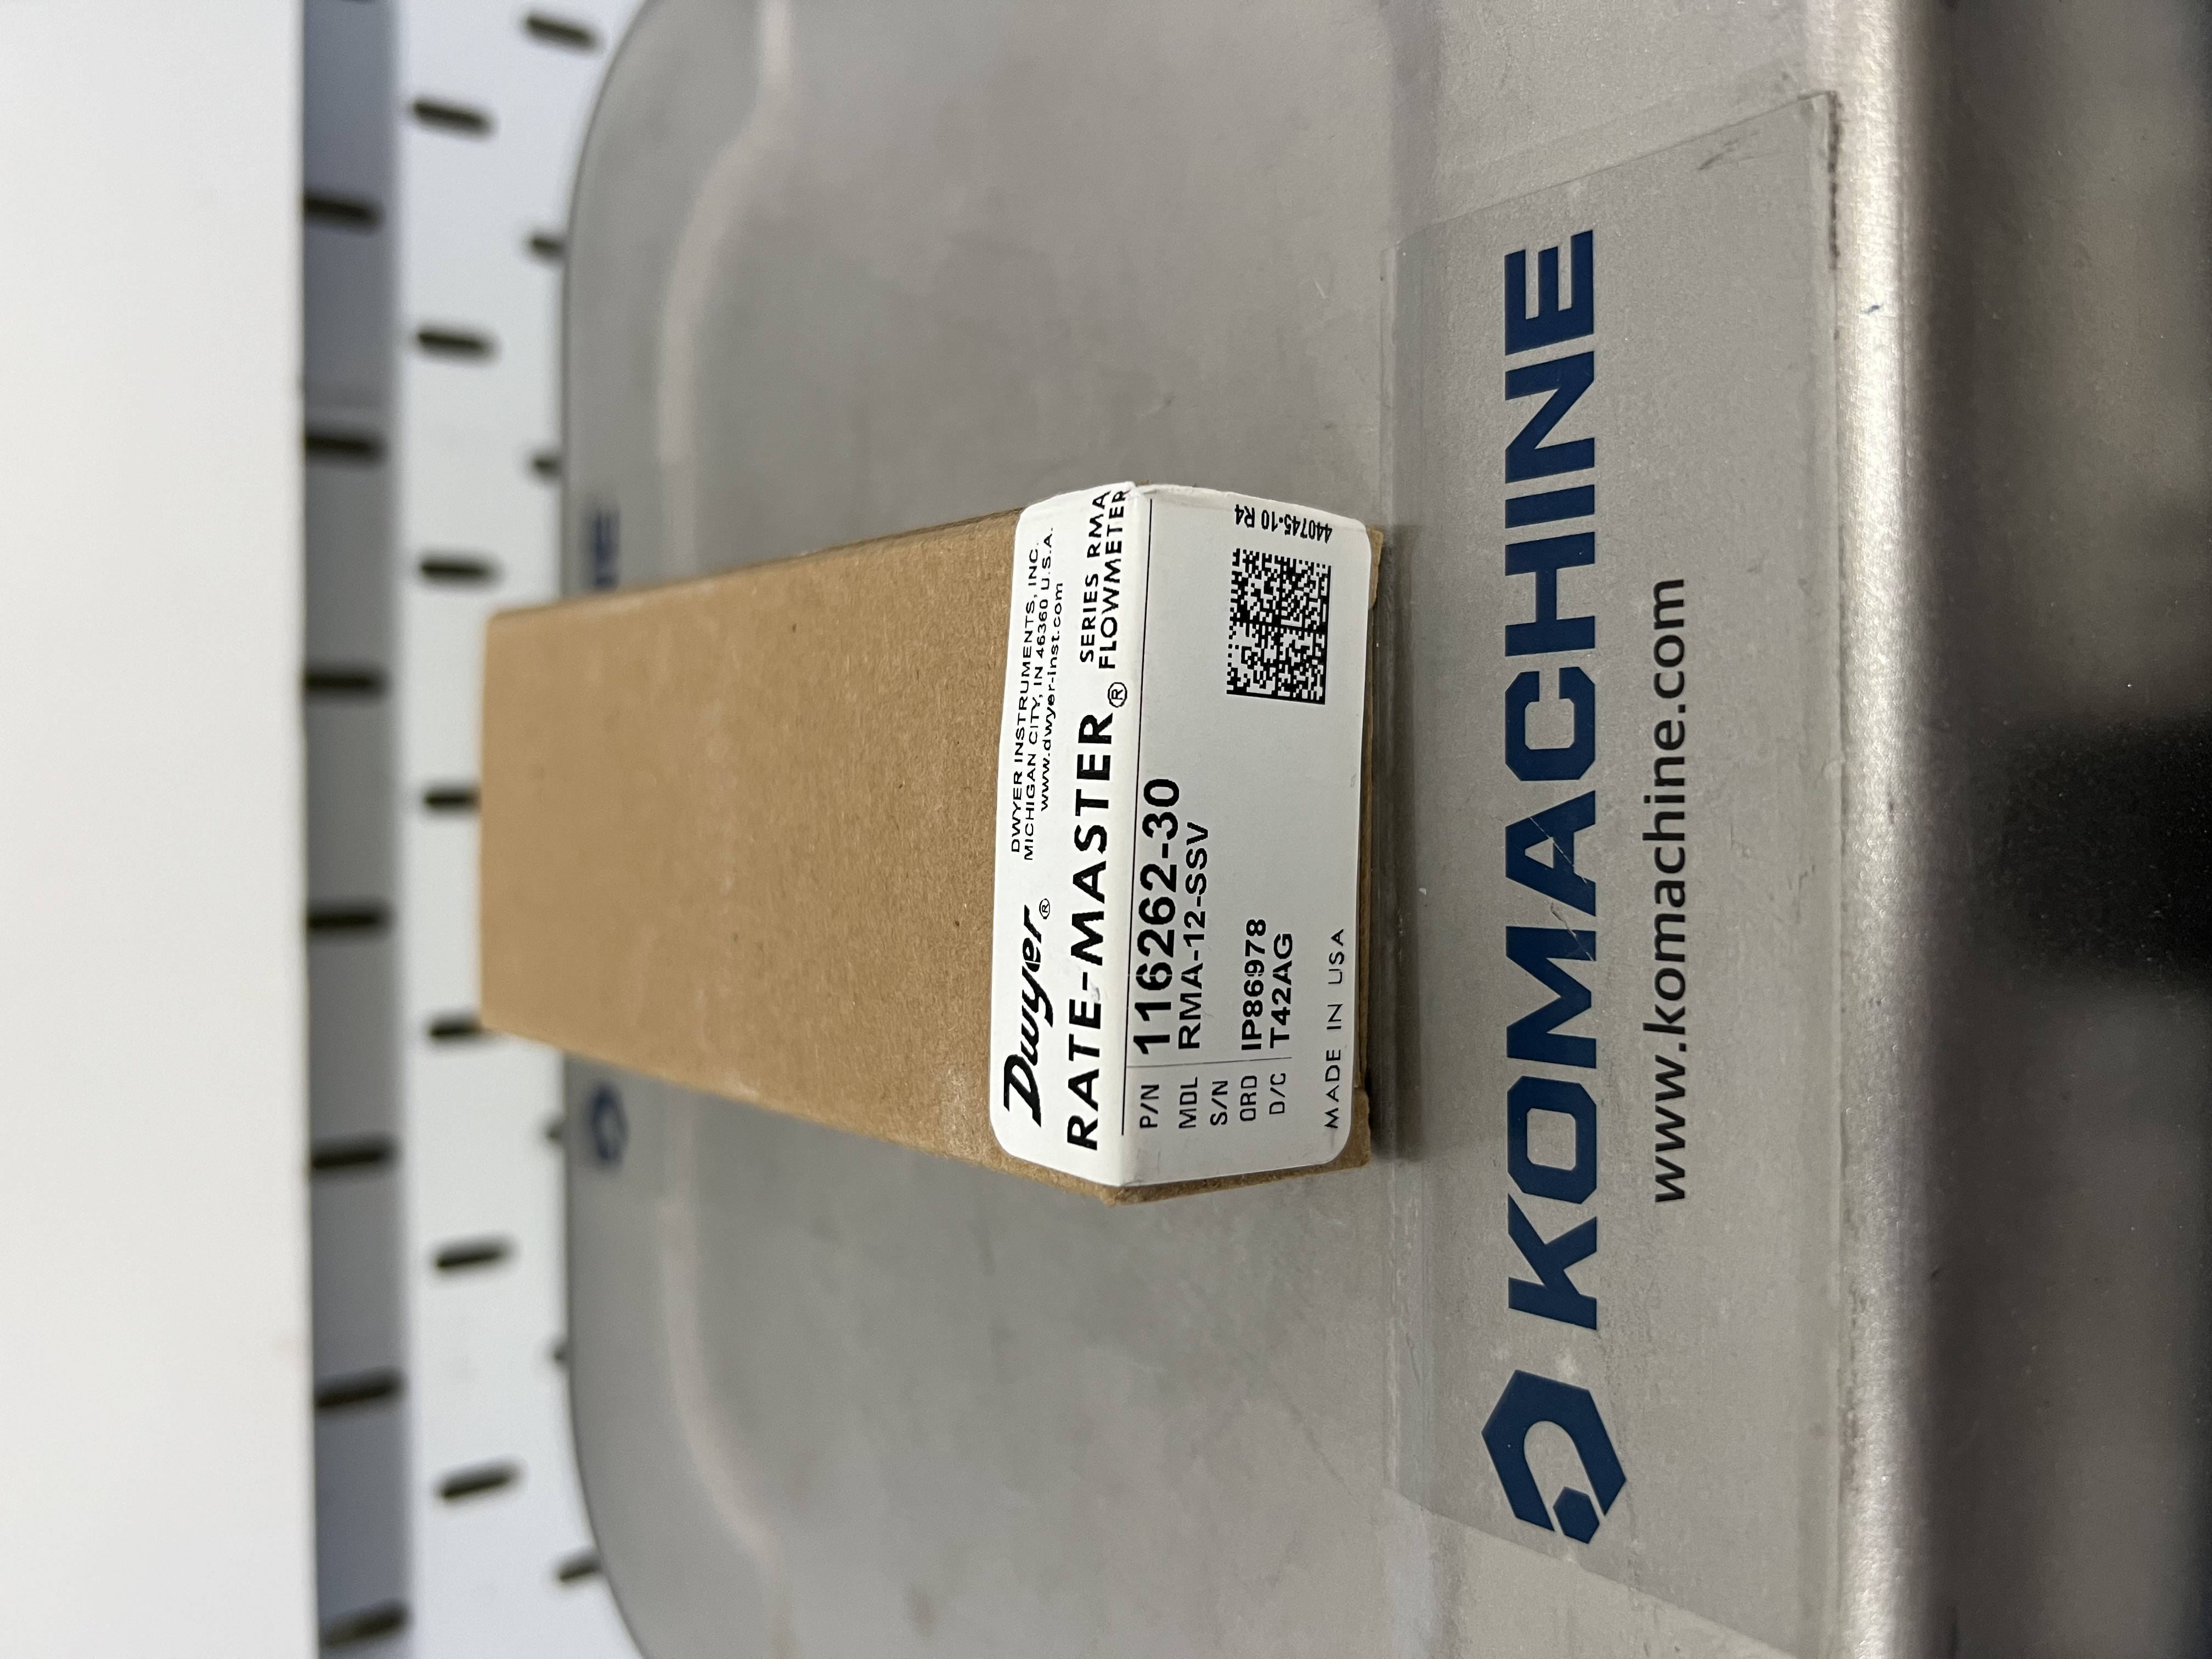 Dwyer®
DWYER INSTRUMENTS, INC.
MICHIGAN CITY, IN 46360 U.S.A.
www.dwyer-inst.com
RATE-MASTER®
SERIES RMA
FLOWMETER
P/N 116262-30
MDL RMA-12-SSV
S/N
ORD IP86978
D/C T42AG
MADE IN USA
440745-10 R4
KOMACHINE
www.komachine.com